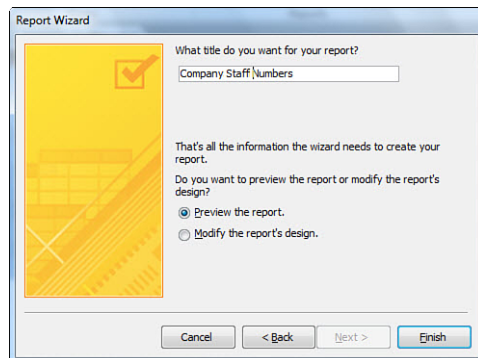 Report Wizard
What title do you want for your report?
Company Staff Numbers
That's all the information the wizard needs to create your
report.
Do you want to preview the report or modify the report's
design?
Preview the report.
Modify the report's design.
Cancel
< Back
Next >
Finish